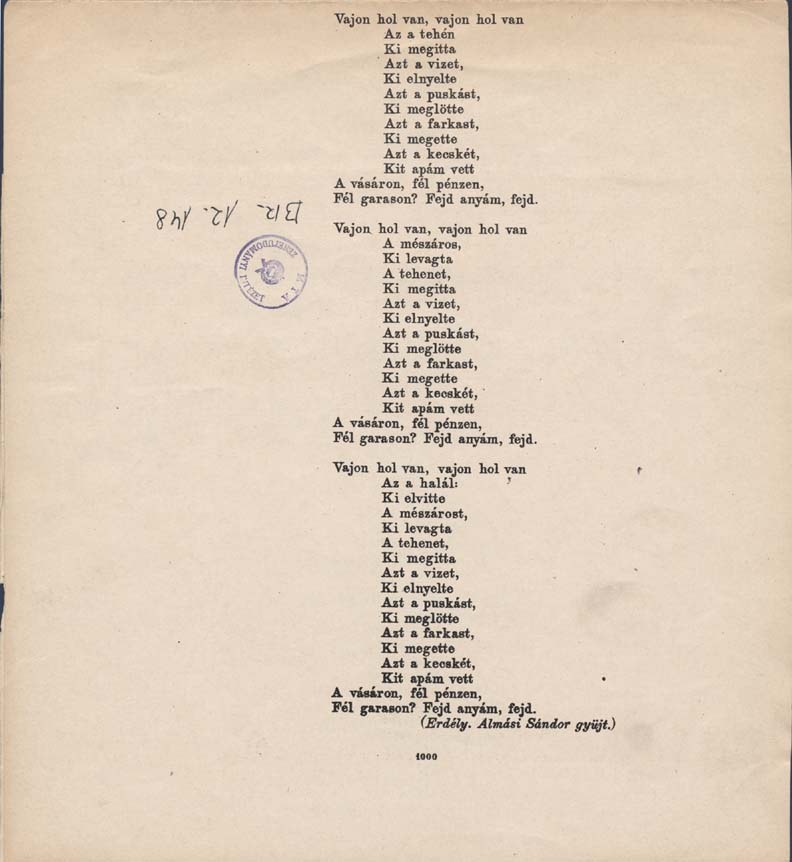 Vajon hol van, vajon hol van
Az a tehén
Ki megitta
Azt a vizet,
Ki elnyelte
Azt a puskást,
Ki meglötte
Azt a farkast,
Ki megette
Azt a kecskét,
Kit apám vett
A vásáron, fél pénzen,
Fél garason? Fejd anyám, fejd.
BR. 12.148
M.T.A.
ZENETUDOMÁNYI INTÉZET
Vajon hol van, vajon hol van
A mészáros,
Ki levagta
A tehenet,
Ki megitta
Azt a vizet,
Ki elnyelte
Azt a puskást,
Ki meglötte
Azt a farkast,
Ki megette
Azt a kecskét,
Kit apám vett
A vásáron, fél pénzen,
Fél garason? Fejd anyám, fejd.
Vajon hol van, vajon hol van
Az a halál:
Ki elvitte
A mészárost,
Ki levagta
A tehenet,
Ki megitta
Azt a vizet,
Ki elnyelte
Azt a puskást,
Ki meglötte
Azt a farkast,
Ki megette
Azt a kecskét,
Kit apám vett
A vásáron, fél pénzen,
Fél garason? Fejd anyám, fejd.
(Erdély. Almási Sándor gyüjt.)
1000